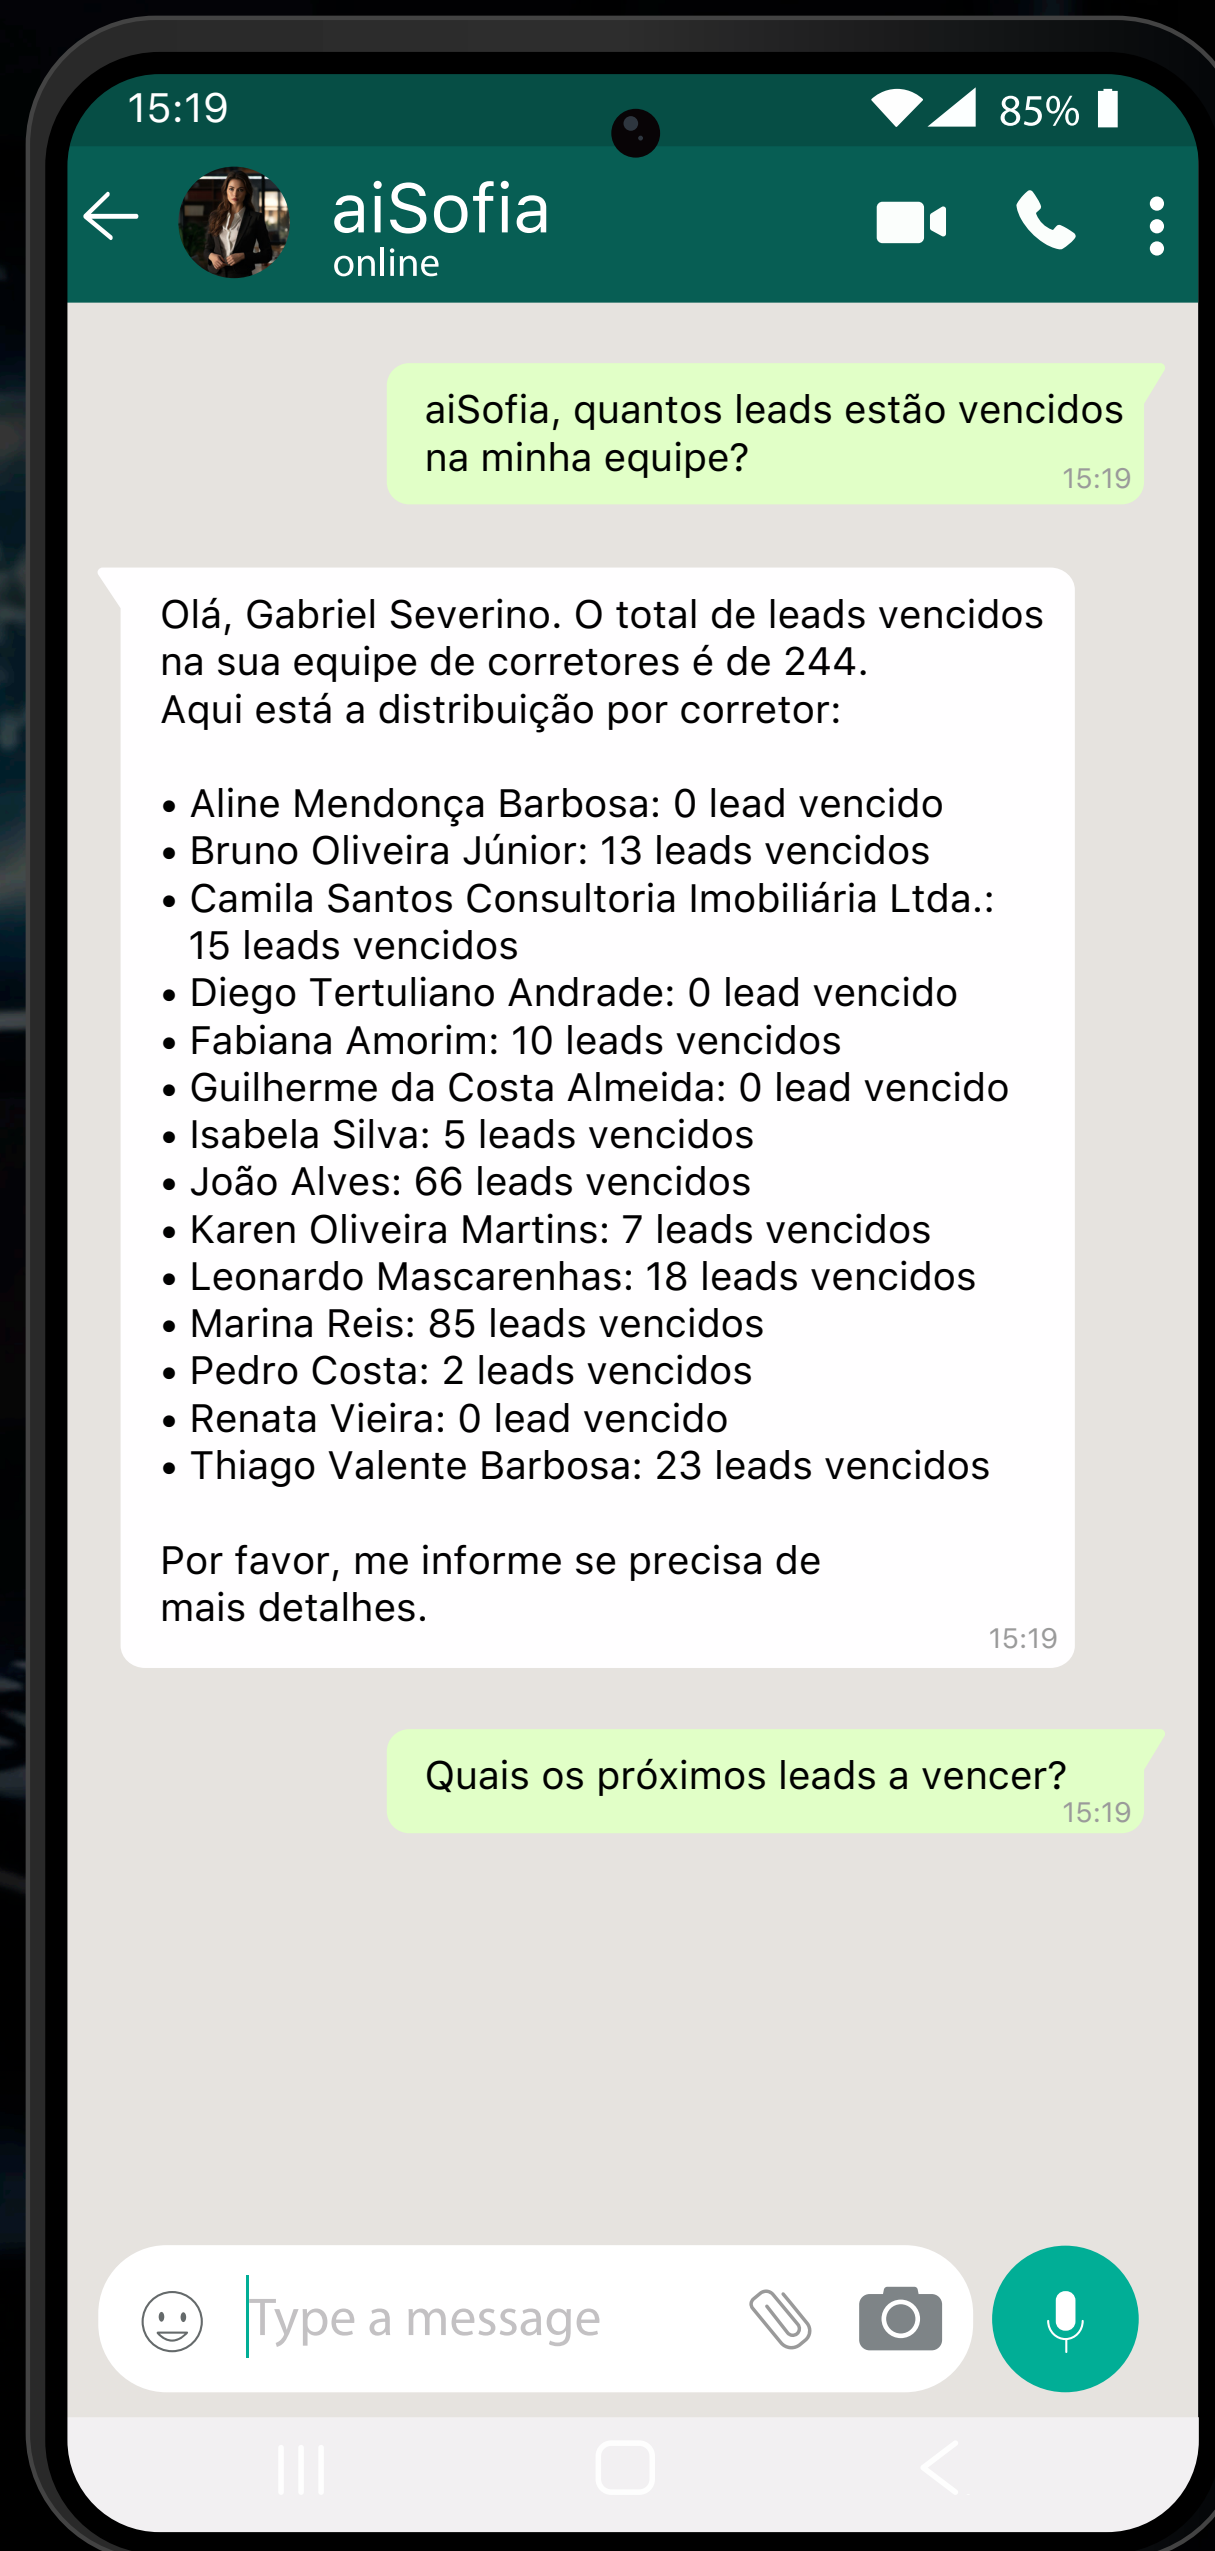 15:19
85%
aiSofia
online
aiSofia, quantos leads estão vencidos
na minha equipe?
15:19
Olá, Gabriel Severino. O total de leads vencidos
na sua equipe de corretores é de 244.
Aqui está a distribuição por corretor:
• Aline Mendonça Barbosa: 0 lead vencido
• Bruno Oliveira Júnior: 13 leads vencidos
• Camila Santos Consultoria Imobiliária Ltda.:
15 leads vencidos
• Diego Tertuliano Andrade: 0 lead vencido
• Fabiana Amorim: 10 leads vencidos
• Guilherme da Costa Almeida: 0 lead vencido
• Isabela Silva: 5 leads vencidos
• João Alves: 66 leads vencidos
• Karen Oliveira Martins: 7 leads vencidos
• Leonardo Mascarenhas: 18 leads vencidos
• Marina Reis: 85 leads vencidos
• Pedro Costa: 2 leads vencidos
• Renata Vieira: 0 lead vencido
• Thiago Valente Barbosa: 23 leads vencidos
Por favor, me informe se precisa de
mais detalhes.
15:19
Quais os próximos leads a vencer?
15:19
Type a message